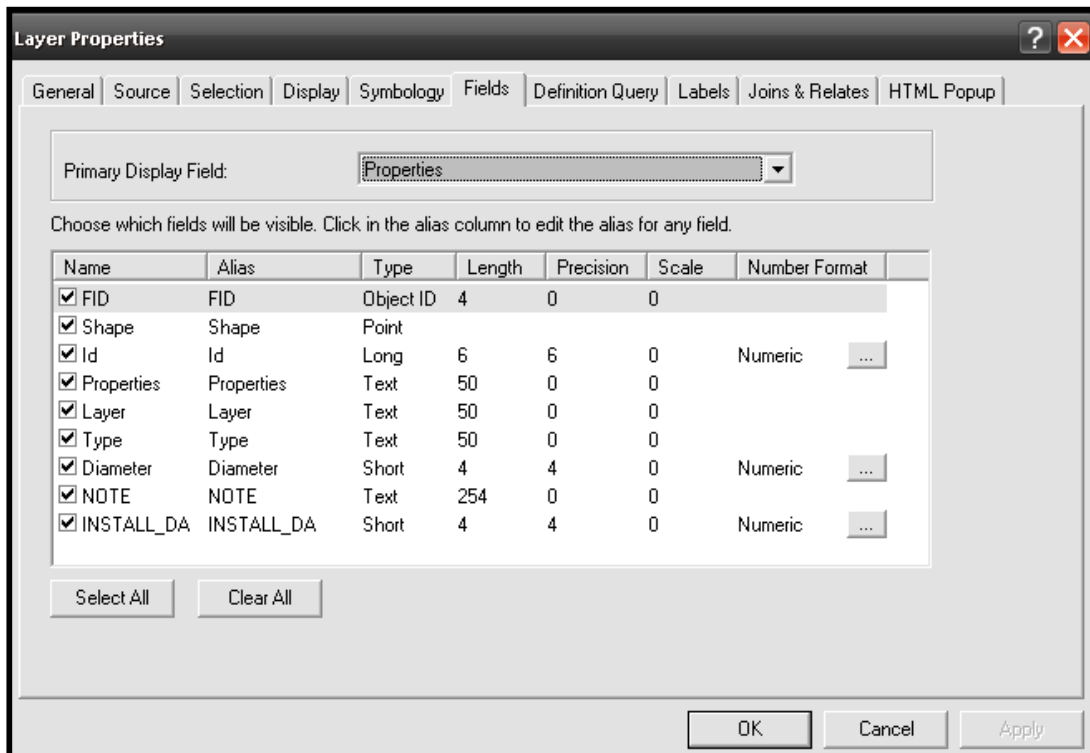 Layer Properties
General Source Selection Display Symbology Fields Definition Query Labels Joins & Relates HTML Popup
Primary Display Field: Properties
Choose which fields will be visible. Click in the alias column to edit the alias for any field.
Name Alias Type Length Precision Scale Number Format
FID FID Object ID 4 0 0
Shape Shape Point
Id Id Long 6 6 0 Numeric ...
Properties Properties Text 50 0 0
Layer Layer Text 50 0 0
Type Type Text 50 0 0
Diameter Diameter Short 4 4 0 Numeric ...
NOTE NOTE Text 254 0 0
INSTALL_DA INSTALL_DA Short 4 4 0 Numeric ...
Select All Clear All
OK Cancel Apply